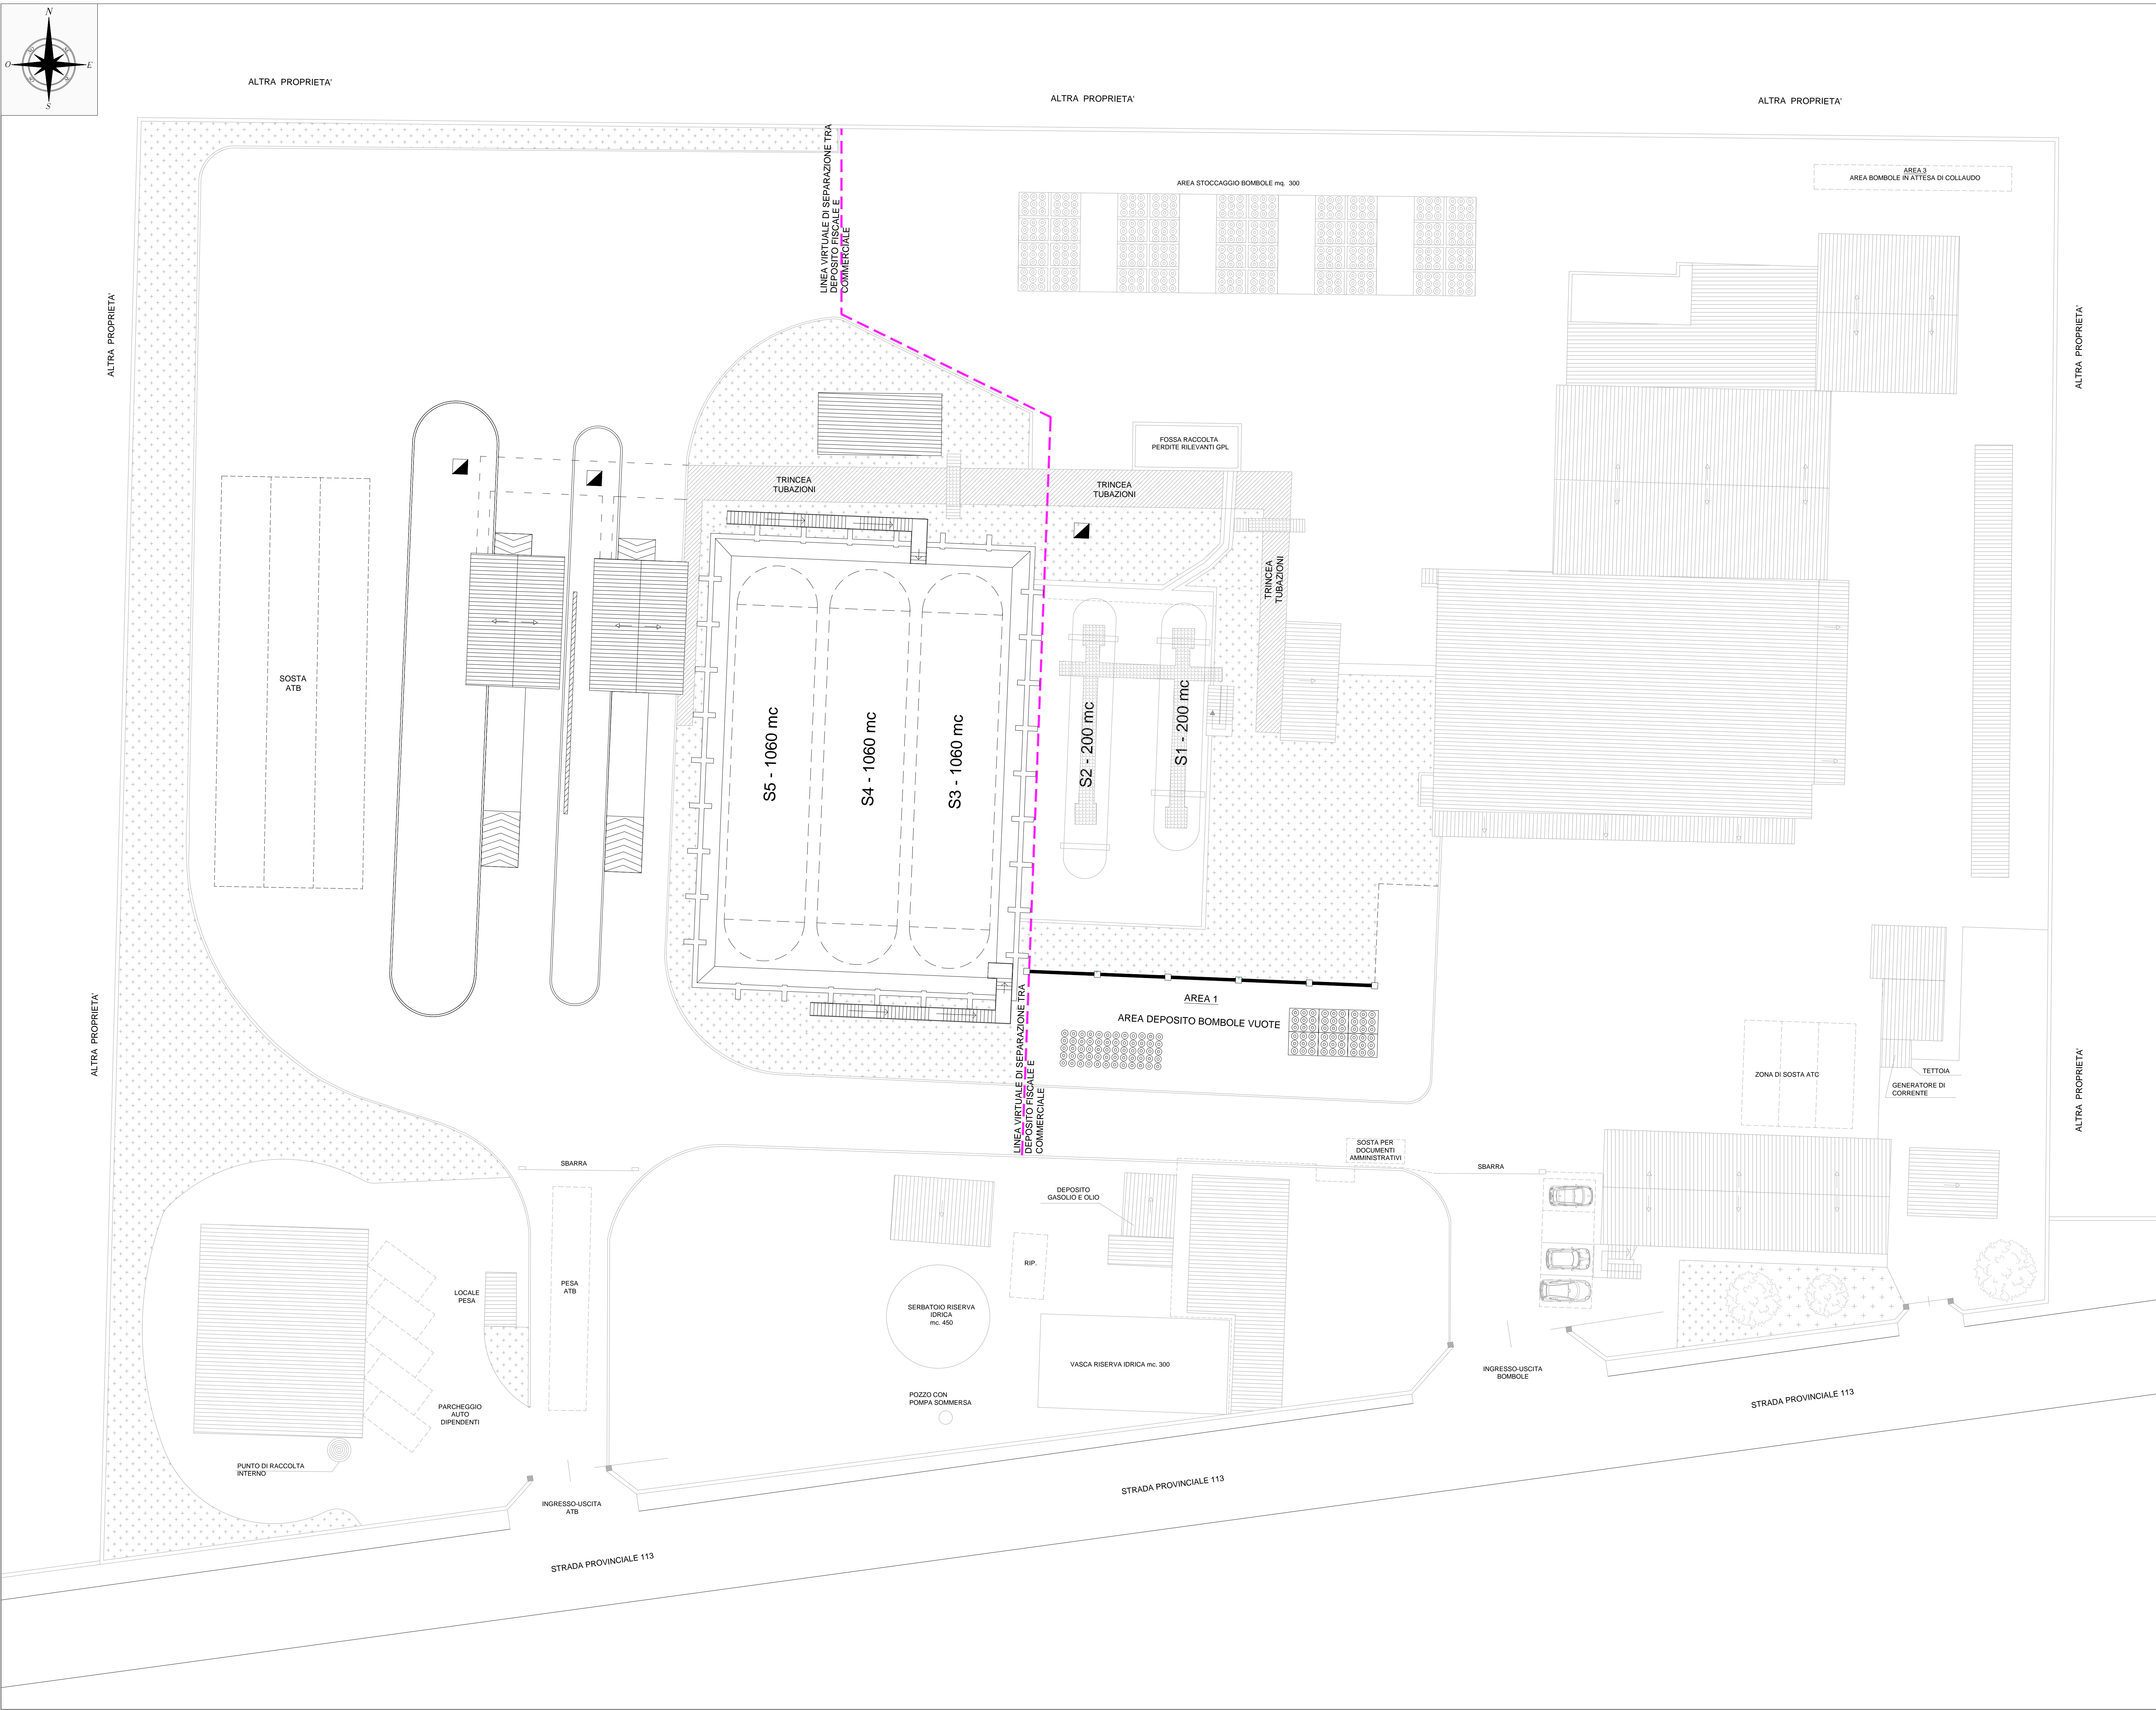 N
O
E
S
ALTRA PROPRIETA'
ALTRA PROPRIETA'
ALTRA PROPRIETA'
LINEA VIRTUALE DI SEPARAZIONE TRA
DEPOSITO FISCALE E
COMMERCIALE
AREA STOCCAGGIO BOMBOLE mq. 300
AREA 3
AREA BOMBOLE IN ATTESA DI COLLAUDO
ALTRA PROPRIETA'
ALTRA PROPRIETA'
FOSSA RACCOLTA
PERDITE RILEVANTI GPL
TRINCEA
TUBAZIONI
TRINCEA
TUBAZIONI
TRINCEA
TUBAZIONI
SOSTA
ATB
S5 - 1060 mc
S4 - 1060 mc
S3 - 1060 mc
S2 - 200 mc
S1 - 200 mc
AREA 1
AREA DEPOSITO BOMBOLE VUOTE
LINEA VIRTUALE DI SEPARAZIONE TRA
DEPOSITO FISCALE E
COMMERCIALE
ALTRA PROPRIETA'
ALTRA PROPRIETA'
ZONA DI SOSTA ATC
TETTOIA
GENERATORE DI
CORRENTE
SBARRA
SOSTA PER
DOCUMENTI
AMMINISTRATIVI
SBARRA
DEPOSITO
GASOLIO E OLIO
RIP.
LOCALE
PESA
PESA
ATB
SERBATOIO RISERVA
IDRICA
mc. 450
VASCA RISERVA IDRICA mc. 300
POZZO CON
POMPA SOMMERSA
PARCHEGGIO
AUTO
DIPENDENTI
PUNTO DI RACCOLTA
INTERNO
INGRESSO-USCITA
ATB
INGRESSO-USCITA
BOMBOLE
STRADA PROVINCIALE 113
STRADA PROVINCIALE 113
STRADA PROVINCIALE 113